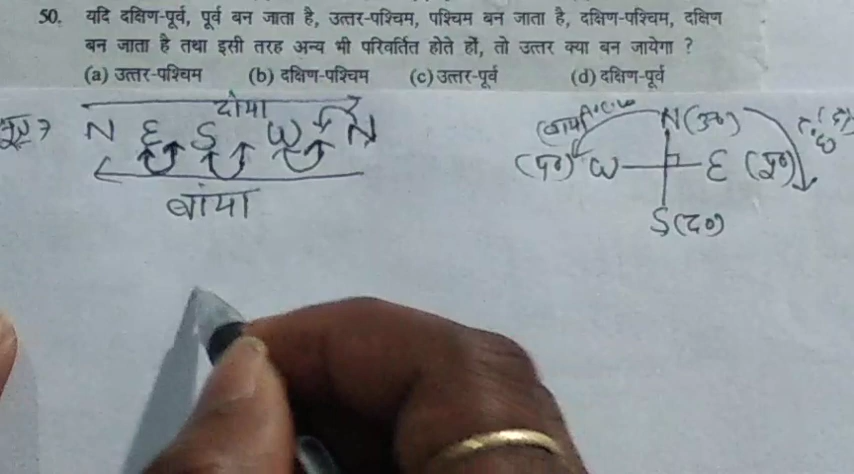 50. यदि दक्षिण-पूर्व, पूर्व बन जाता है, उत्तर-पश्चिम, पश्चिम बन जाता है, दक्षिण-पश्चिम, दक्षिण
बन जाता है तथा इसी तरह अन्य भी परिवर्तित होते हों, तो उत्तर क्या बन जायेगा ?
(a) उत्तर-पश्चिम (b) दक्षिण-पश्चिम (c) उत्तर-पूर्व (d) दक्षिण-पूर्व
दांया
N E S W N
बांया
N (उ०)
(प०) W E (पू०)
S (द०)